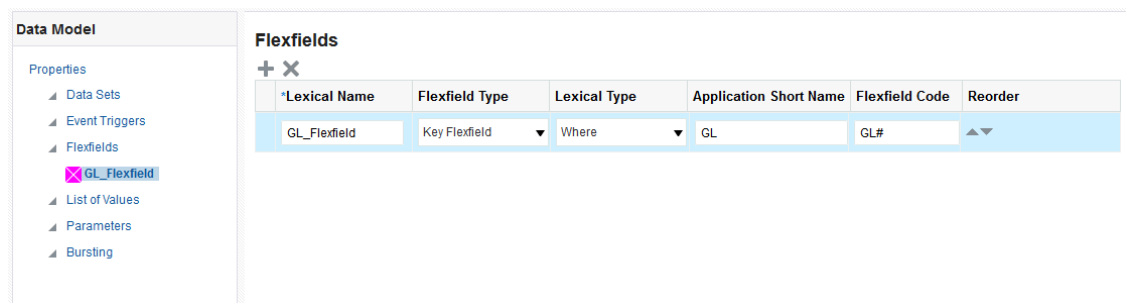 Data Model
Properties
Data Sets
Event Triggers
Flexfields
GL_Flexfield
List of Values
Parameters
Bursting
Flexfields
*Lexical Name Flexfield Type Lexical Type Application Short Name Flexfield Code Reorder
GL_Flexfield Key Flexfield Where GL GL#